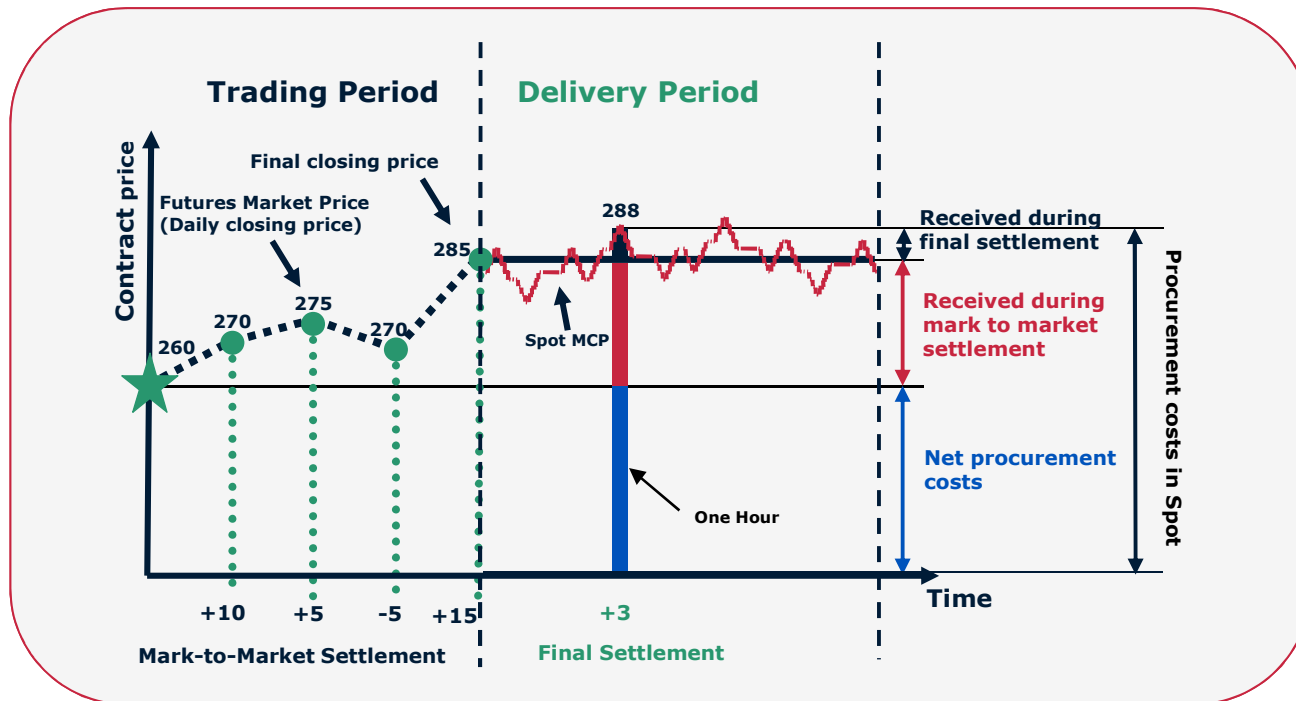 Trading Period
Delivery Period
Contract price
Final closing price
Futures Market Price
(Daily closing price)
260
270
275
270
285
288
Spot MCP
One Hour
Received during
final settlement
Received during
mark to market
settlement
Net procurement
costs
Procurement costs in Spot
Time
+10
+5
-5
+15
+3
Mark-to-Market Settlement
Final Settlement